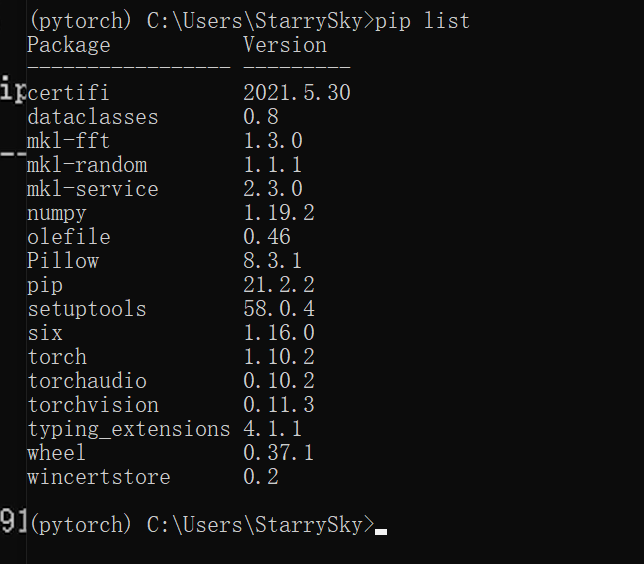 (pytorch) C:\Users\StarrySky>pip list
Package           Version
----------------- ---------
ip
certifi           2021.5.30
dataclasses       0.8
mkl-fft           1.3.0
--
mkl-random        1.1.1
mkl-service       2.3.0
numpy             1.19.2
olefile           0.46
Pillow            8.3.1
pip               21.2.2
setuptools        58.0.4
six               1.16.0
torch             1.10.2
torchaudio        0.10.2
torchvision       0.11.3
typing_extensions 4.1.1
wheel             0.37.1
wincertstore      0.2
91
(pytorch) C:\Users\StarrySky>